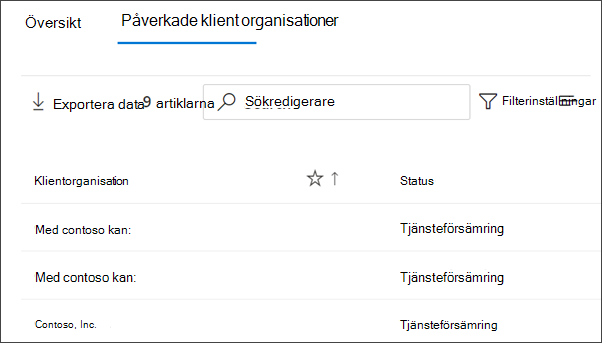 Översikt Påverkade klient organisationer
Exportera data 9 artiklarna Sökredigerare Filterinställningar
Klientorganisation Status
Med contoso kan: Tjänsteförsämring
Med contoso kan: Tjänsteförsämring
Contoso, Inc. Tjänsteförsämring